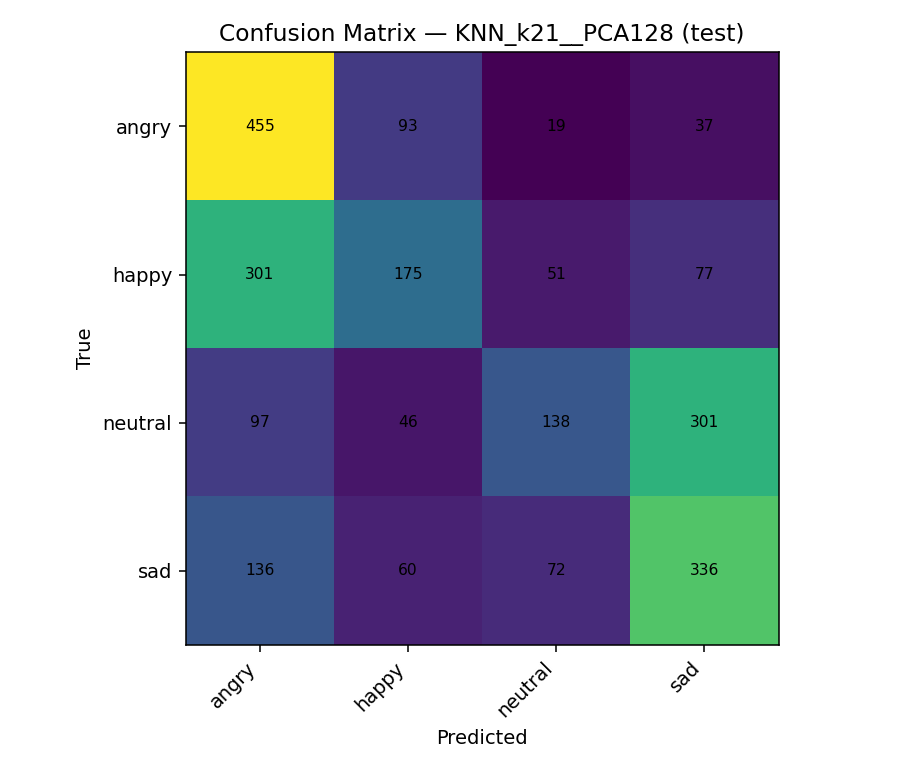 Confusion Matrix — KNN_k21__PCA128 (test)
angry 455 93 19 37
happy 301 175 51 77
neutral 97 46 138 301
sad 136 60 72 336
True
angry happy neutral sad
Predicted